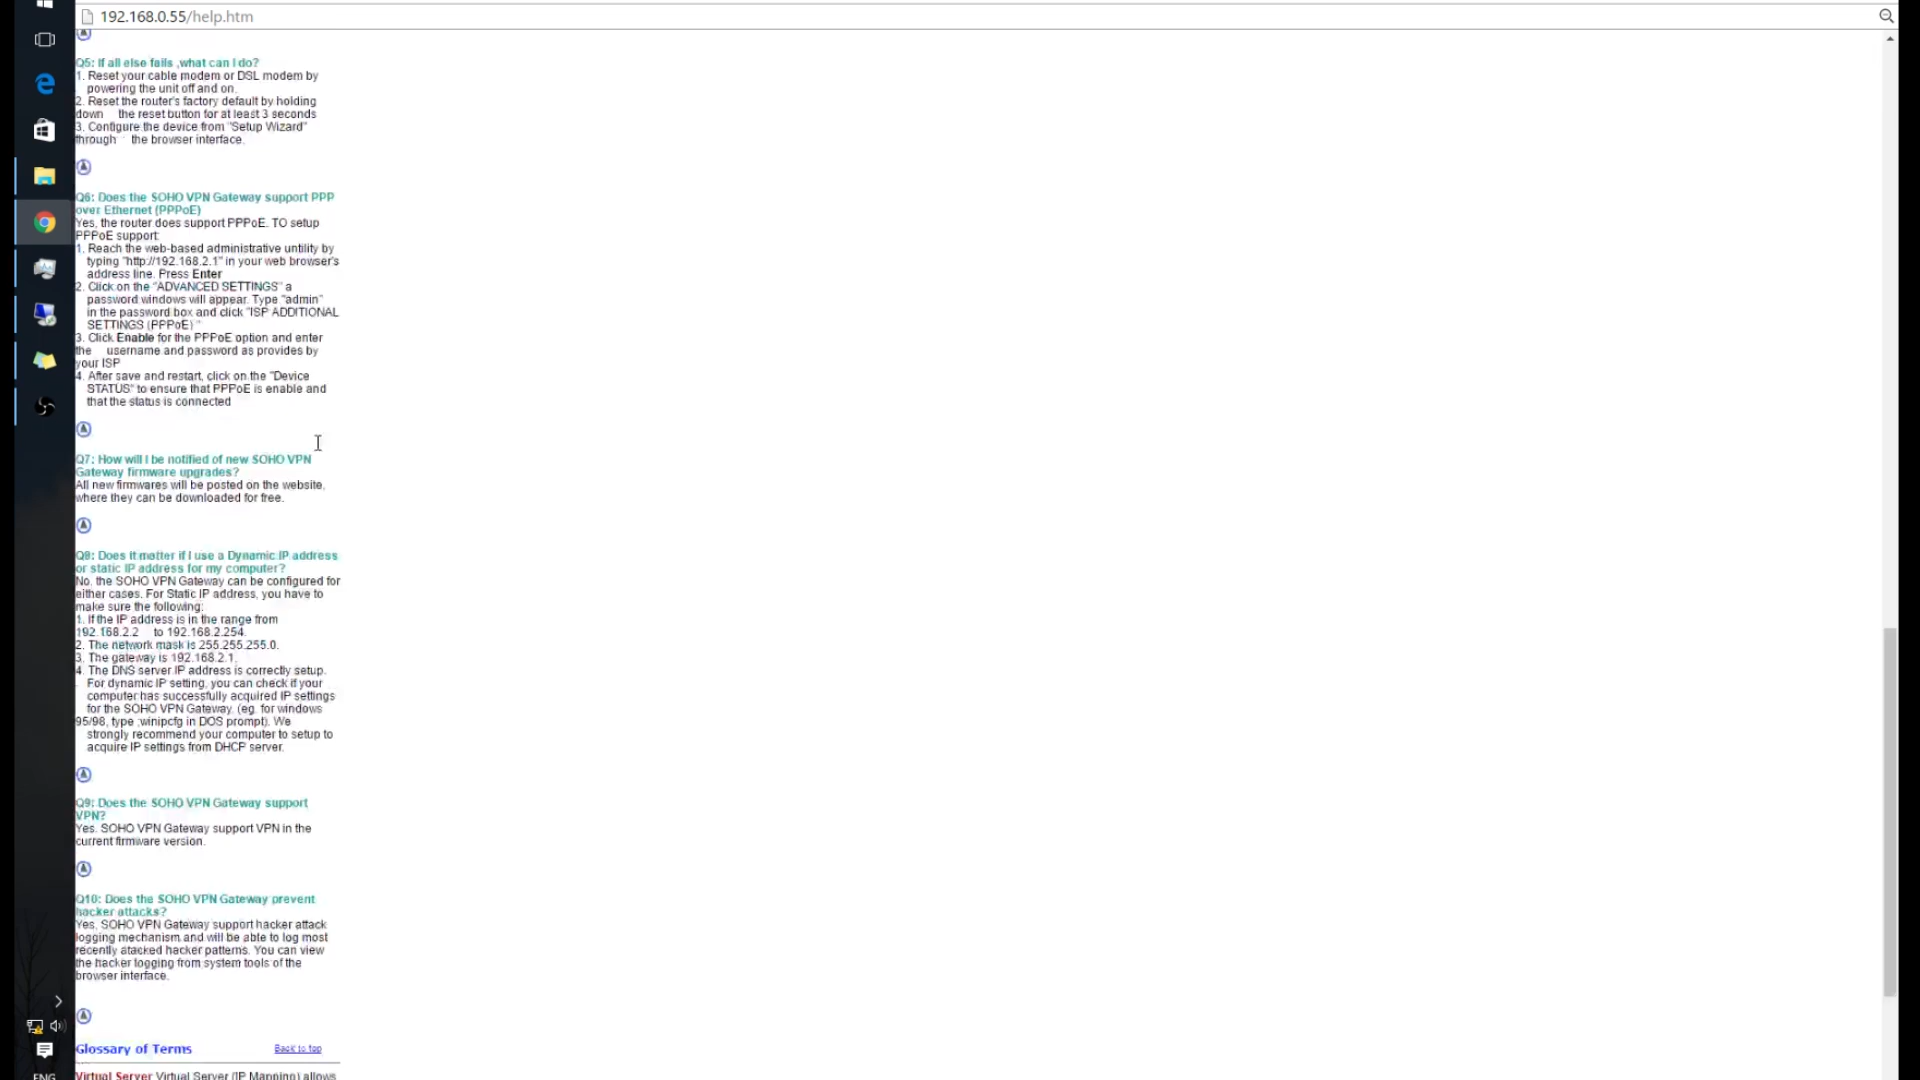 192.168.0.55/help.htm
Q5: If all else fails ,what can I do?
1. Reset your cable modem or DSL modem by
powering the unit off and on.
2. Reset the router's factory default by holding
down the reset button for at least 3 seconds
3. Configure the device from "Setup Wizard"
through the browser interface.
Q6: Does the SOHO VPN Gateway support PPP
over Ethernet (PPPoE)
Yes, the router does support PPPoE. TO setup
PPPoE support:
1. Reach the web-based administrative untility by
typing "http://192.168.2.1" in your web browser's
address line. Press Enter
2. Click on the "ADVANCED SETTINGS" a
password windows will appear. Type "admin"
in the password box and click "ISP ADDITIONAL
SETTINGS (PPPoE) "
3. Click Enable for the PPPoE option and enter
the username and password as provides by
your ISP
4. After save and restart, click on the "Device
STATUS" to ensure that PPPoE is enable and
that the status is connected
Q7: How will I be notified of new SOHO VPN
Gateway firmware upgrades?
All new firmwares will be posted on the website,
where they can be downloaded for free.
Q8: Does it matter if I use a Dynamic IP address
or static IP address for my computer?
No, the SOHO VPN Gateway can be configured for
either cases. For Static IP address, you have to
make sure the following:
1. If the IP address is in the range from
192.168.2.2 to 192.168.2.254.
2. The network mask is 255.255.255.0.
3. The gateway is 192.168.2.1.
4. The DNS server IP address is correctly setup.
For dynamic IP setting, you can check if your
computer has successfully acquired IP settings
for the SOHO VPN Gateway. (eg. for windows
95/98, type ;winipcfg in DOS prompt). We
strongly recommend your computer to setup to
acquire IP settings from DHCP server.
Q9: Does the SOHO VPN Gateway support
VPN?
Yes. SOHO VPN Gateway support VPN in the
current firmware version.
Q10: Does the SOHO VPN Gateway prevent
hacker attacks?
Yes, SOHO VPN Gateway support hacker attack
logging mechanism and will be able to log most
recently atacked hacker patterns. You can view
the hacker logging from system tools of the
browser interface.
Glossary of Terms Back to top
Virtual Server Virtual Server (IP Mapping) allows
ENG